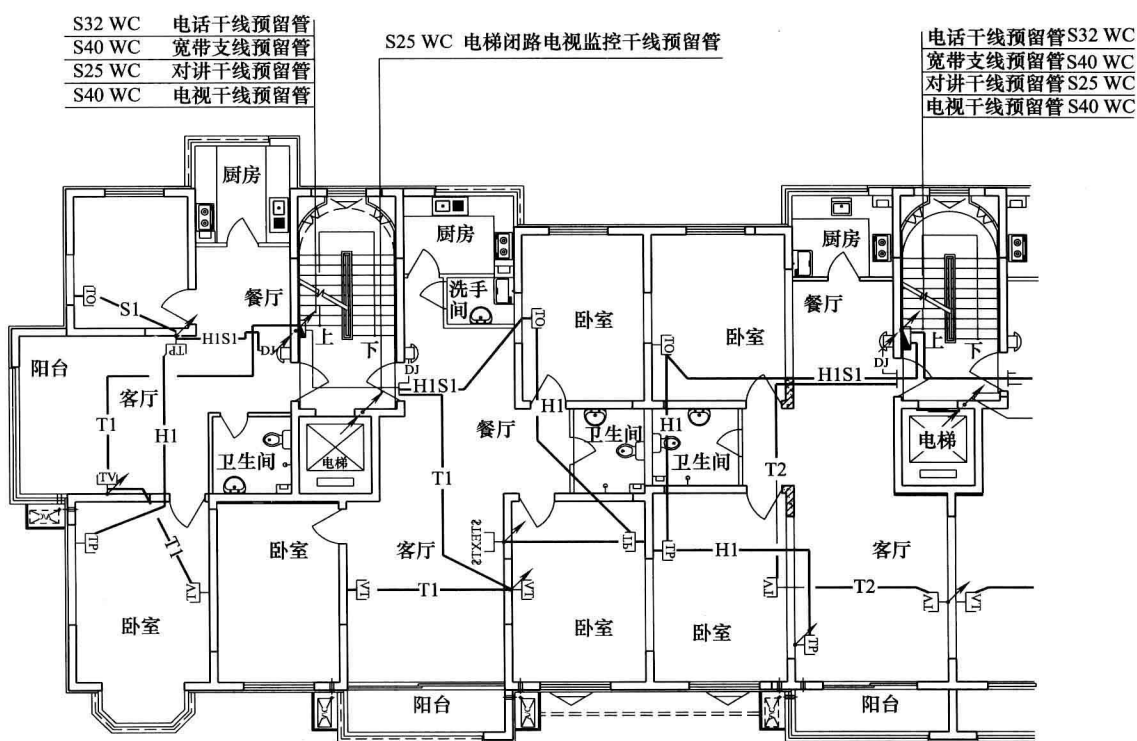 S32 WC 电话干线预留管
S40 WC 宽带支线预留管
S25 WC 对讲干线预留管
S40 WC 电视干线预留管
S25 WC 电梯闭路电视监控干线预留管
电话干线预留管S32 WC
宽带支线预留管S40 WC
对讲干线预留管S25 WC
电视干线预留管S40 WC
厨房
厨房
厨房
洗手间
餐厅
卧室
卧室
餐厅
TO
S1
TO
TO
上
下
上
下
H1S1
DJ
DJ
DJ
TP
阳台
客厅
H1S1
H1S1
T1
H1
H1
H1
餐厅
卫生间
卫生间
卫生间
电梯
电梯
T1
T2
TV
TP
T1
卧室
客厅
TP
TP
H1
客厅
TV
TV
T1
TV
TV
T2
TV
TV
卧室
卧室
卧室
TP
阳台
阳台